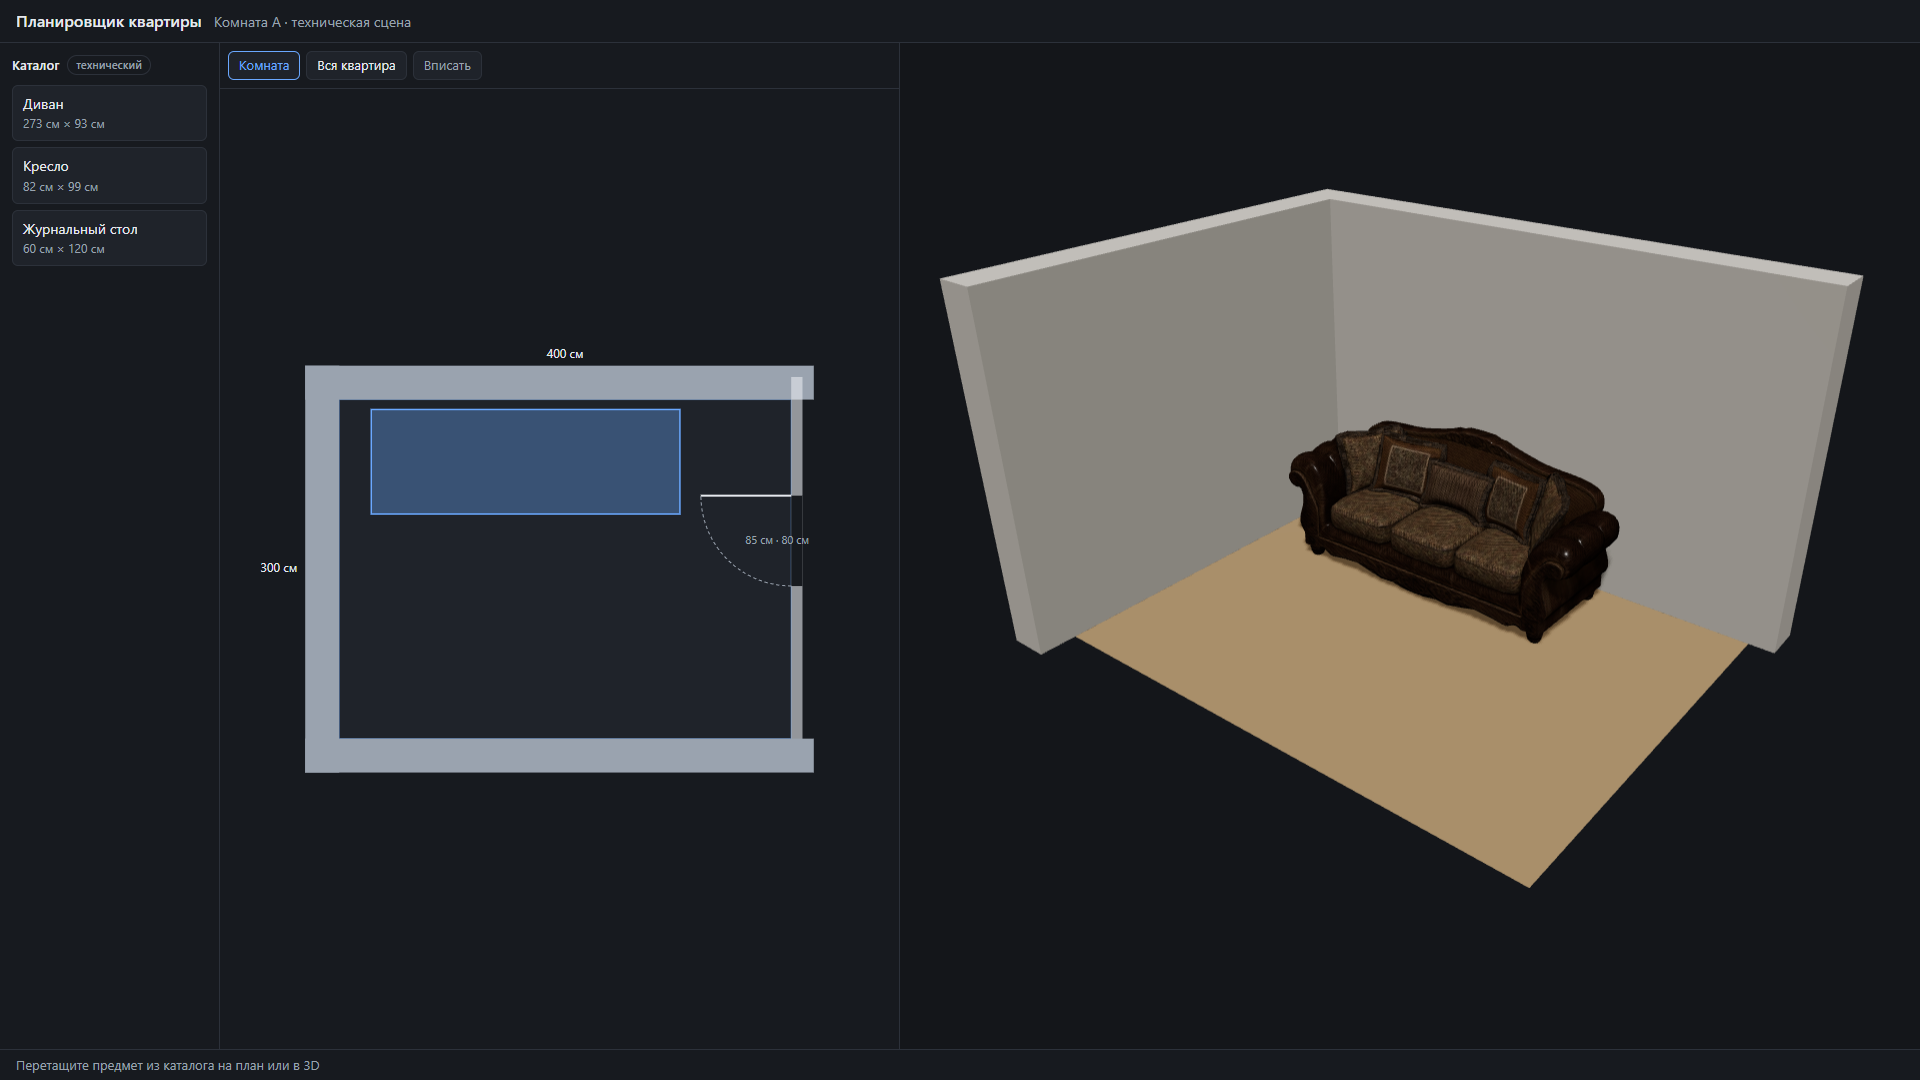 Планировщик квартиры Комната А · техническая сцена
Каталог технический
Диван
273 см × 93 см
Кресло
82 см × 99 см
Журнальный стол
60 см × 120 см
Комната Вся квартира Вписать
400 см
85 см · 80 см
300 см
Перетащите предмет из каталога на план или в 3D